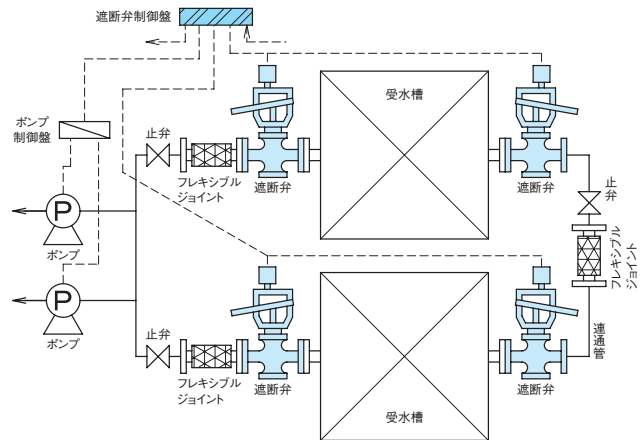 遮断弁制御盤
受水槽
ポンプ
制御盤
止弁
フレキシブル
ジョイント
遮断弁
遮断弁
止弁
P
ポンプ
フレキシブル
ジョイント
P
ポンプ
止弁
フレキシブル
ジョイント
遮断弁
受水槽
遮断弁
連通管